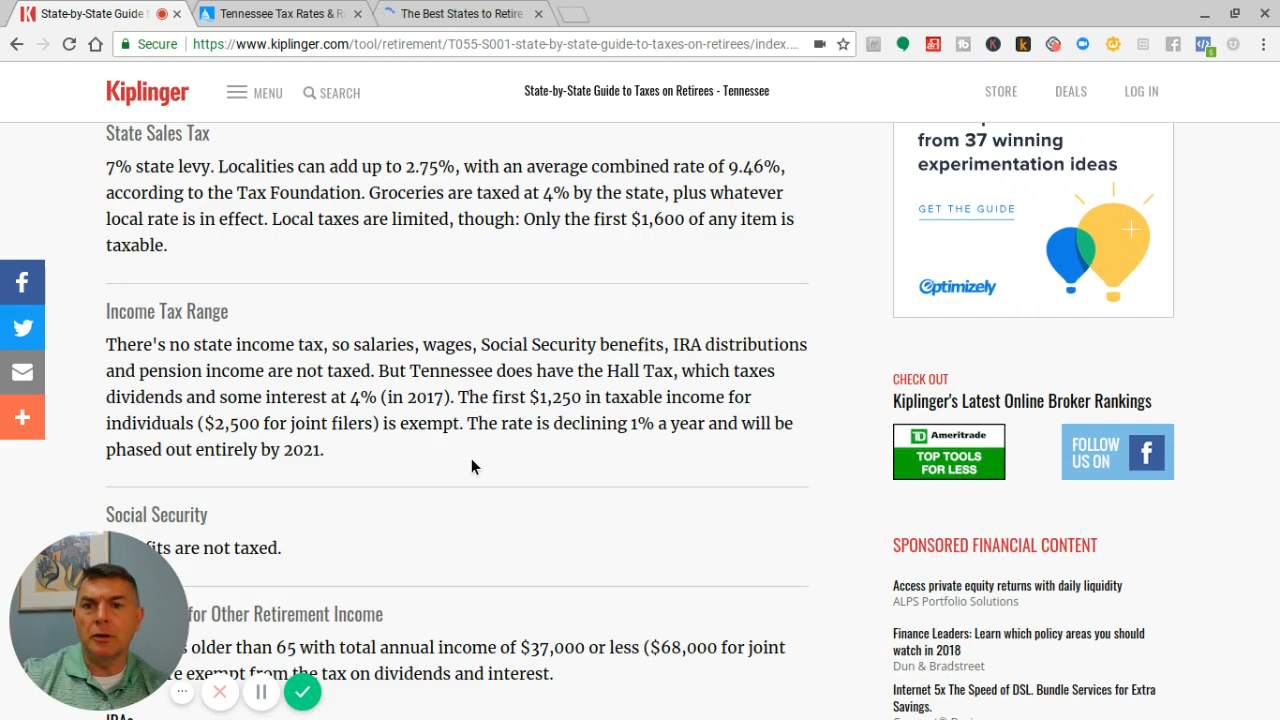 State-by-State Guide t
Tennessee Tax Rates & R
The Best States to Retire
Secure
https://www.kiplinger.com/tool/retirement/T055-S001-state-by-state-guide-to-taxes-on-retirees/index....
Kiplinger
MENU
SEARCH
State-by-State Guide to Taxes on Retirees - Tennessee
STORE
DEALS
LOG IN
State Sales Tax
7% state levy. Localities can add up to 2.75%, with an average combined rate of 9.46%,
according to the Tax Foundation. Groceries are taxed at 4% by the state, plus whatever
local rate is in effect. Local taxes are limited, though: Only the first $1,600 of any item is
taxable.
Income Tax Range
There's no state income tax, so salaries, wages, Social Security benefits, IRA distributions
and pension income are not taxed. But Tennessee does have the Hall Tax, which taxes
dividends and some interest at 4% (in 2017). The first $1,250 in taxable income for
individuals ($2,500 for joint filers) is exempt. The rate is declining 1% a year and will be
phased out entirely by 2021.
Social Security
fits are not taxed.
for Other Retirement Income
older than 65 with total annual income of $37,000 or less ($68,000 for joint
re exempt from the tax on dividends and interest.
from 37 winning
experimentation ideas
GET THE GUIDE
Optimizely
CHECK OUT
Kiplinger's Latest Online Broker Rankings
TD Ameritrade
TOP TOOLS
FOR LESS
FOLLOW
US ON
SPONSORED FINANCIAL CONTENT
Access private equity returns with daily liquidity
ALPS Portfolio Solutions
Finance Leaders: Learn which policy areas you should
watch in 2018
Dun & Bradstreet
Internet 5x The Speed of DSL. Bundle Services for Extra
Savings.